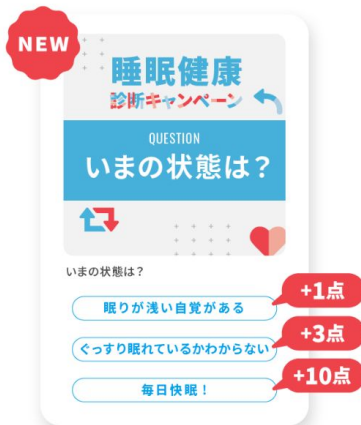 NEW
睡眠健康
診断キャンペーン
QUESTION
いまの状態は？
いまの状態は？
眠りが浅い自覚がある
+1点
ぐっすり眠れているかわからない
+3点
毎日快眠！
+10点